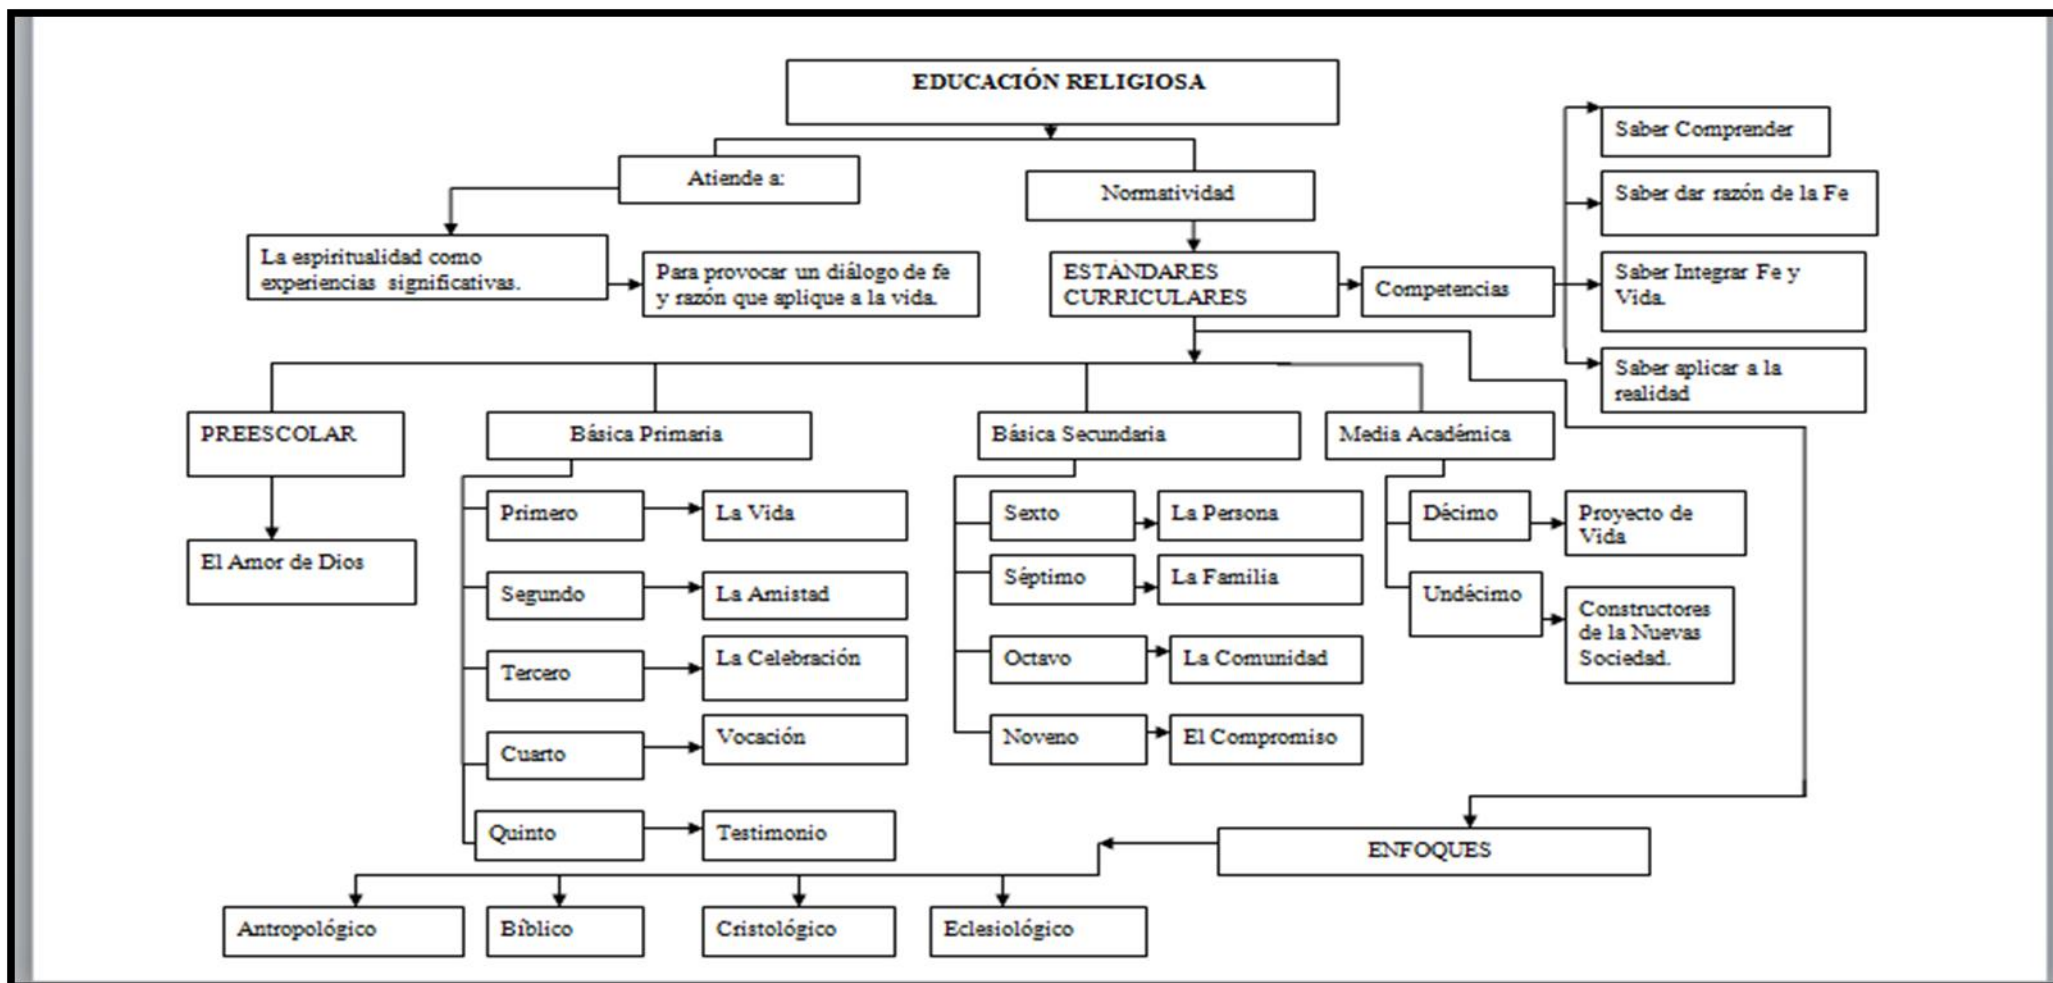 EDUCACIÓN RELIGIOSA
Atiende a:
Normatividad
La espiritualidad como
experiencias significativas.
Para provocar un diálogo de fe
y razón que aplique a la vida.
ESTÁNDARES
CURRICULARES
Competencias
Saber Comprender
Saber dar razón de la Fe
Saber Integrar Fe y
Vida.
Saber aplicar a la
realidad
PREESCOLAR
El Amor de Dios
Básica Primaria
Primero
La Vida
Segundo
La Amistad
Tercero
La Celebración
Cuarto
Vocación
Quinto
Testimonio
Básica Secundaria
Sexto
La Persona
Séptimo
La Familia
Octavo
La Comunidad
Noveno
El Compromiso
Media Académica
Décimo
Proyecto de
Vida
Undécimo
Constructores
de la Nuevas
Sociedad.
ENFOQUES
Antropológico
Bíblico
Cristológico
Eclesiológico